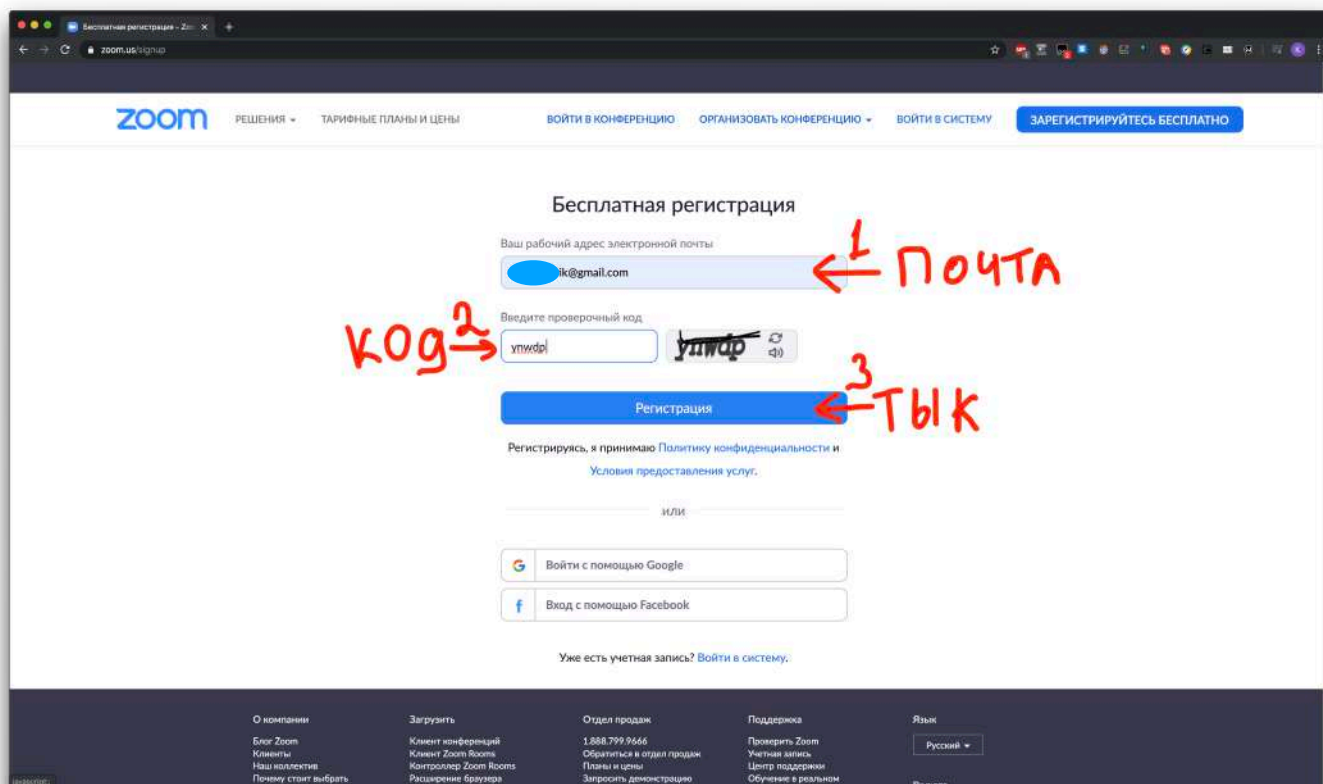 Бесплатная регистрация - Zo
zoom.us/signup
zoom РЕШЕНИЯ ТАРИФНЫЕ ПЛАНЫ И ЦЕНЫ ВОЙТИ В КОНФЕРЕНЦИЮ ОРГАНИЗОВАТЬ КОНФЕРЕНЦИЮ ВОЙТИ В СИСТЕМУ ЗАРЕГИСТРИРУЙТЕСЬ БЕСПЛАТНО
Бесплатная регистрация
Ваш рабочий адрес электронной почты
ik@gmail.com
1 ПОЧТА
Введите проверочный код
КОД 2
ynwdp ynwdp
3 ТЫК
Регистрация
Регистрируясь, я принимаю Политику конфиденциальности и
Условия предоставления услуг.
или
Войти с помощью Google
Вход с помощью Facebook
Уже есть учетная запись? Войти в систему.
О компании Загрузить Отдел продаж Поддержка Язык
Блог Zoom Клиент конференций 1.888.799.9666 Проверить Zoom Русский
Клиенты Клиент Zoom Rooms Обратиться в отдел продаж Учетная запись
Наш коллектив Контроллер Zoom Rooms Планы и цены Центр поддержки
Почему стоит выбрать Расширение браузера Запросить демонстрацию Обучение в реальном